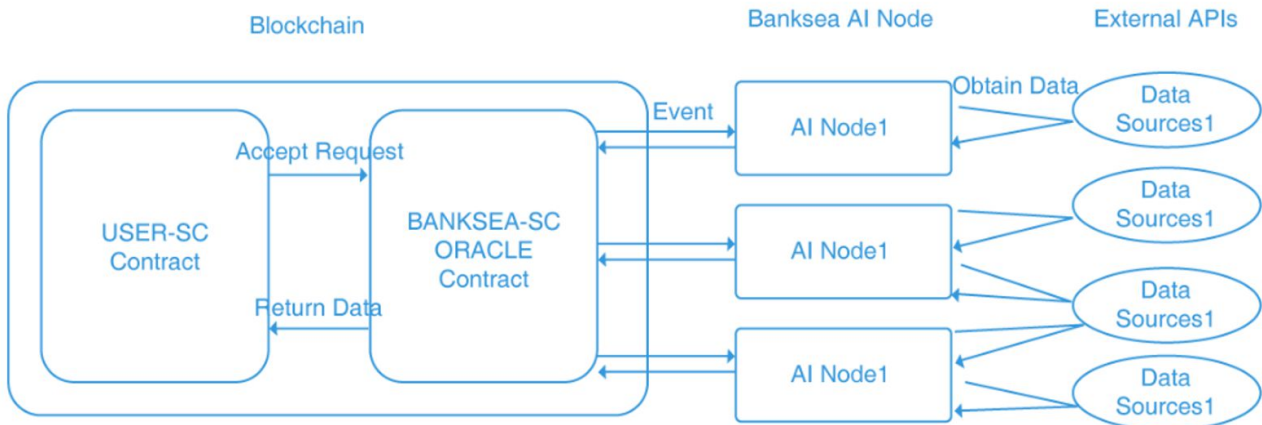 Blockchain
Banksea AI Node
External APIs
Event
Obtain Data
Accept Request
Return Data
USER-SC
Contract
BANKSEA-SC
ORACLE
Contract
AI Node1
AI Node1
AI Node1
Data
Sources1
Data
Sources1
Data
Sources1
Data
Sources1